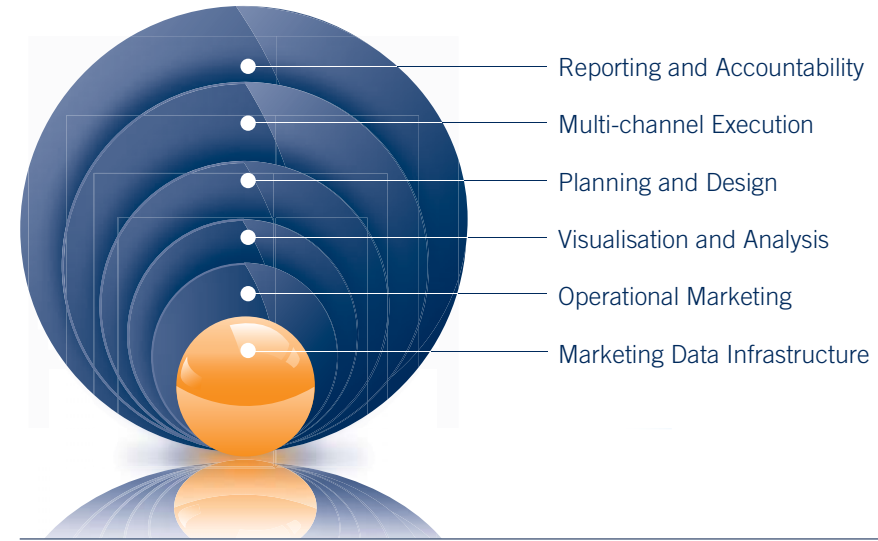 Reporting and Accountability
Multi-channel Execution
Planning and Design
Visualisation and Analysis
Operational Marketing
Marketing Data Infrastructure